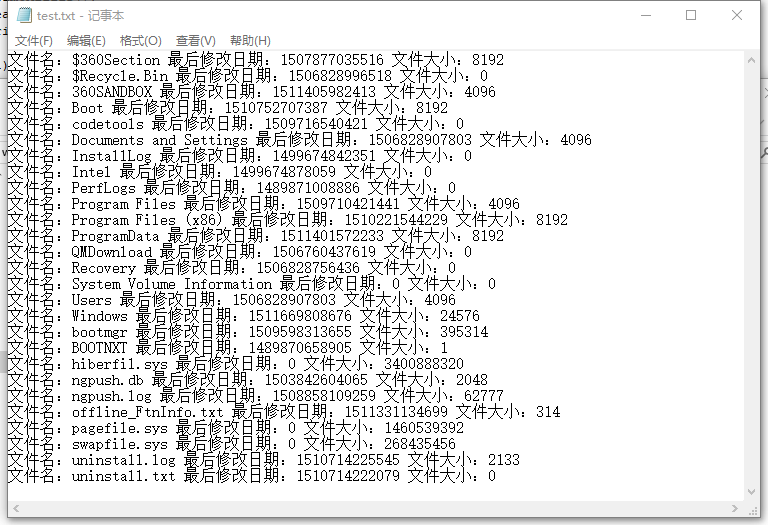 test.txt - 记事本
文件(F) 编辑(E) 格式(O) 查看(V) 帮助(H)
文件名: $360Section 最后修改日期: 1507877035516 文件大小: 8192
文件名: $Recycle.Bin 最后修改日期: 1506828996518 文件大小: 0
文件名: 360SANDBOX 最后修改日期: 1511405982413 文件大小: 4096
文件名: Boot 最后修改日期: 1510752707387 文件大小: 8192
文件名: codetools 最后修改日期: 1509716540421 文件大小: 0
文件名: Documents and Settings 最后修改日期: 1506828907803 文件大小: 4096
文件名: InstallLog 最后修改日期: 1499674842351 文件大小: 0
文件名: Intel 最后修改日期: 1499674878059 文件大小: 0
文件名: PerfLogs 最后修改日期: 1489871008886 文件大小: 0
文件名: Program Files 最后修改日期: 1509710421441 文件大小: 4096
文件名: Program Files (x86) 最后修改日期: 1510221544229 文件大小: 8192
文件名: ProgramData 最后修改日期: 1511401572233 文件大小: 8192
文件名: QMDownload 最后修改日期: 1506760437619 文件大小: 0
文件名: Recovery 最后修改日期: 1506828756436 文件大小: 0
文件名: System Volume Information 最后修改日期: 0 文件大小: 0
文件名: Users 最后修改日期: 1506828907803 文件大小: 4096
文件名: Windows 最后修改日期: 1511669808676 文件大小: 24576
文件名: bootmgr 最后修改日期: 1509598313655 文件大小: 395314
文件名: BOOTNXT 最后修改日期: 1489870658905 文件大小: 1
文件名: hiberfil.sys 最后修改日期: 0 文件大小: 3400888320
文件名: ngpush.db 最后修改日期: 1503842604065 文件大小: 2048
文件名: ngpush.log 最后修改日期: 1508858109259 文件大小: 62777
文件名: offline_FtnInfo.txt 最后修改日期: 1511331134699 文件大小: 314
文件名: pagefile.sys 最后修改日期: 0 文件大小: 1460539392
文件名: swapfile.sys 最后修改日期: 0 文件大小: 268435456
文件名: uninstall.log 最后修改日期: 1510714225545 文件大小: 2133
文件名: uninstall.txt 最后修改日期: 1510714222079 文件大小: 0